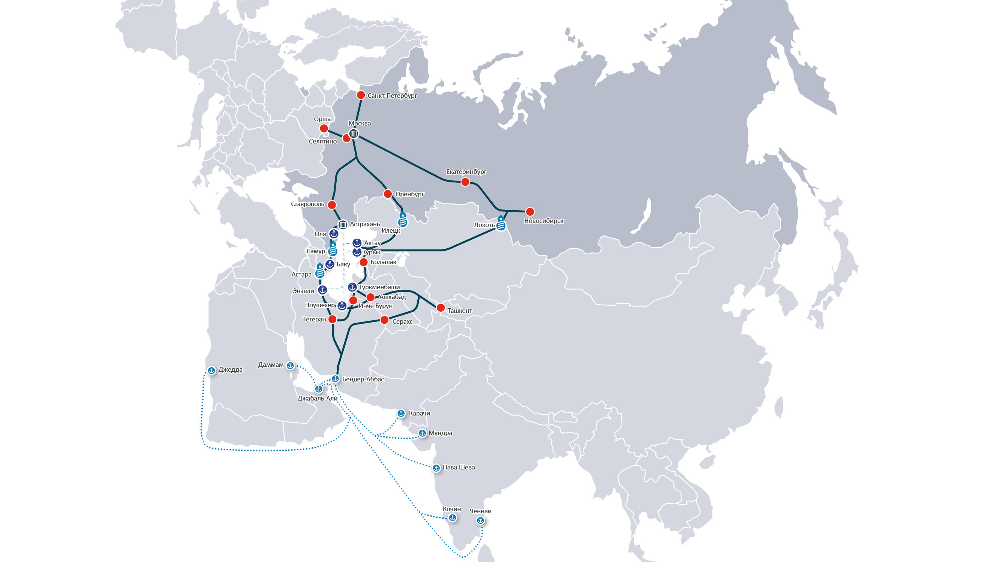 Санкт-Петербург
Орша
Москва
Селятино
Екатеринбург
Оренбург
Ставрополь
Новосибирск
Астрахань
Локоть
Илецк
Оля
Актау
Самур
Курык
Болашак
Баку
Астара
Туркменбаши
Энзели
Ашхабад
Ноушехер
Инче Бурун
Ташкент
Тегеран
Серахс
Даммам
Джедда
Бендер-Аббас
Джабаль-Али
Карачи
Мундра
Нава Шева
Кочин
Ченнаи